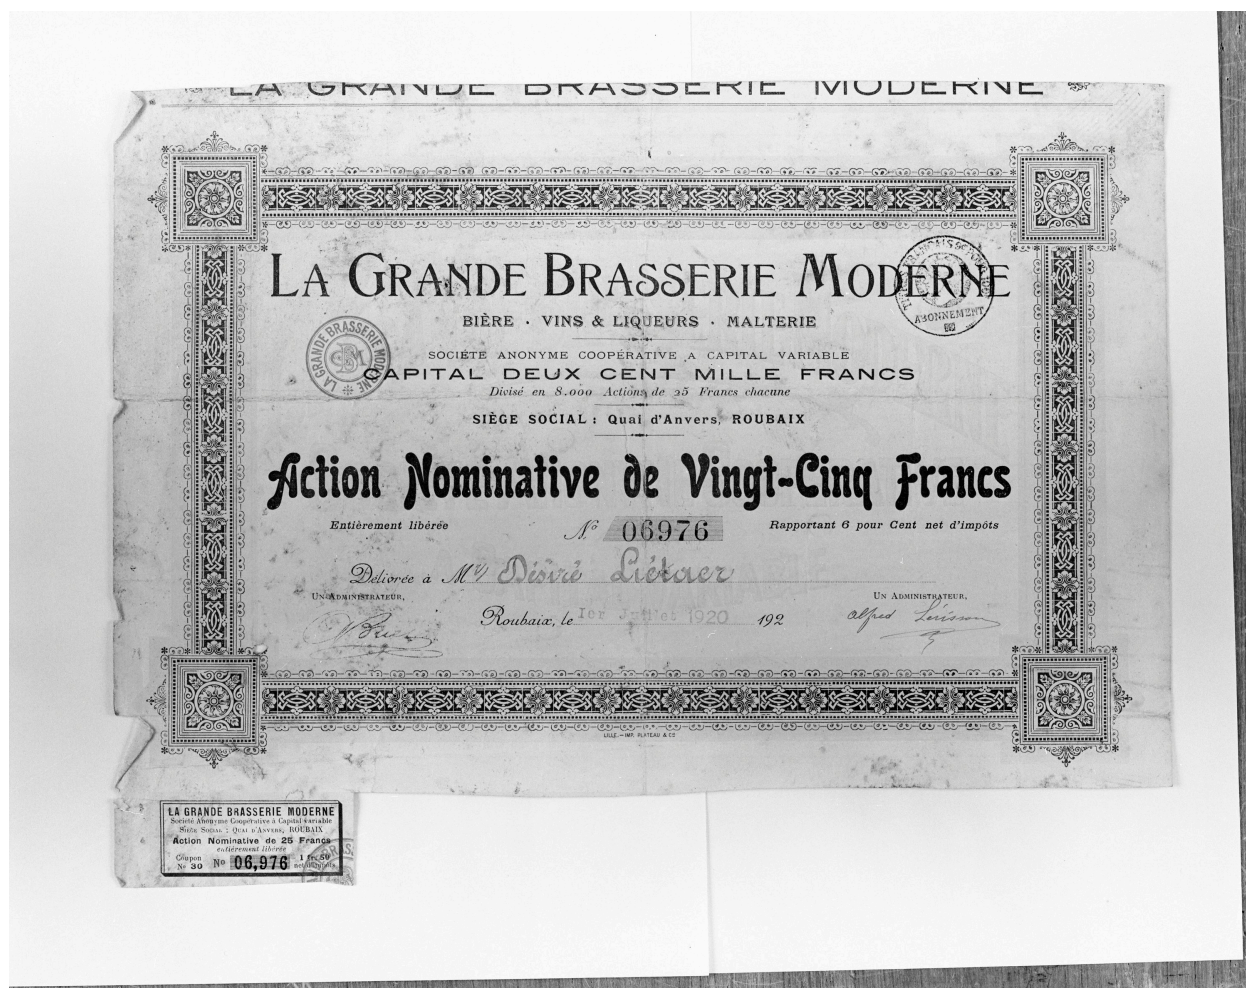 LA GRANDE BRASSERIE MODERNE
LA GRANDE BRASSERIE MODERNE
BIÈRE · VINS & LIQUEURS · MALTERIE
ABONNEMENT
LA GRANDE BRASSERIE MODERNE
SOCIÉTÉ ANONYME COOPÉRATIVE A CAPITAL VARIABLE
CAPITAL DEUX CENT MILLE FRANCS
Divisé en 8.000 Actions de 25 Francs chacune
SIÈGE SOCIAL : Quai d'Anvers, ROUBAIX
Action Nominative de Vingt-Cinq Francs
Entièrement libérée
No 06976
Rapportant 6 pour Cent net d'impôts
Délivrée à Mr Désiré Liétaer
UN ADMINISTRATEUR,
UN ADMINISTRATEUR,
Roubaix, le 1er Juillet 1920 192
alfred
LILLE.-IMP. PLATEAU & Cie
LA GRANDE BRASSERIE MODERNE
Société Anonyme Coopérative à Capital variable
SIÈGE SOCIAL : QUAI D'ANVERS, ROUBAIX
Action Nominative de 25 Francs
entièrement libérée
Coupon No 30
No 06,976
1 fr. 50 net d'impôts